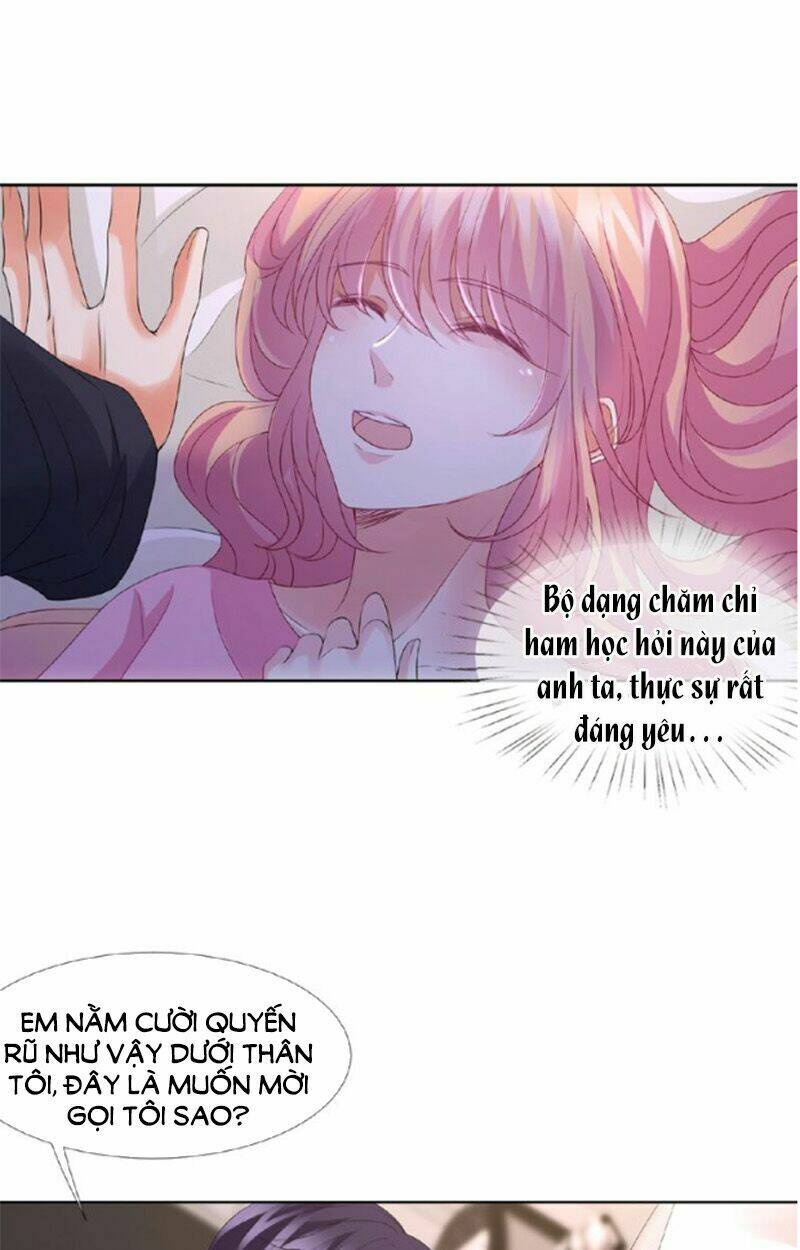 Bộ dạng chăm chỉ
ham học hỏi này của
anh ta, thực sự rất
đáng yêu...
EM NẰM CƯỜI QUYẾN
RŨ NHƯ VẬY DƯỚI THÂN
TÔI, ĐÂY LÀ MUỐN MỜI
GỌI TÔI SAO?